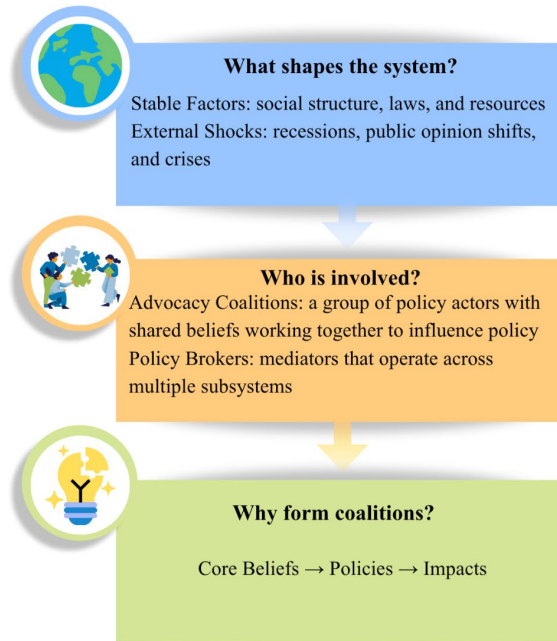 What shapes the system?
Stable Factors: social structure, laws, and resources
External Shocks: recessions, public opinion shifts,
and crises
Who is involved?
Advocacy Coalitions: a group of policy actors with
shared beliefs working together to influence policy
Policy Brokers: mediators that operate across
multiple subsystems
Why form coalitions?
Core Beliefs → Policies → Impacts